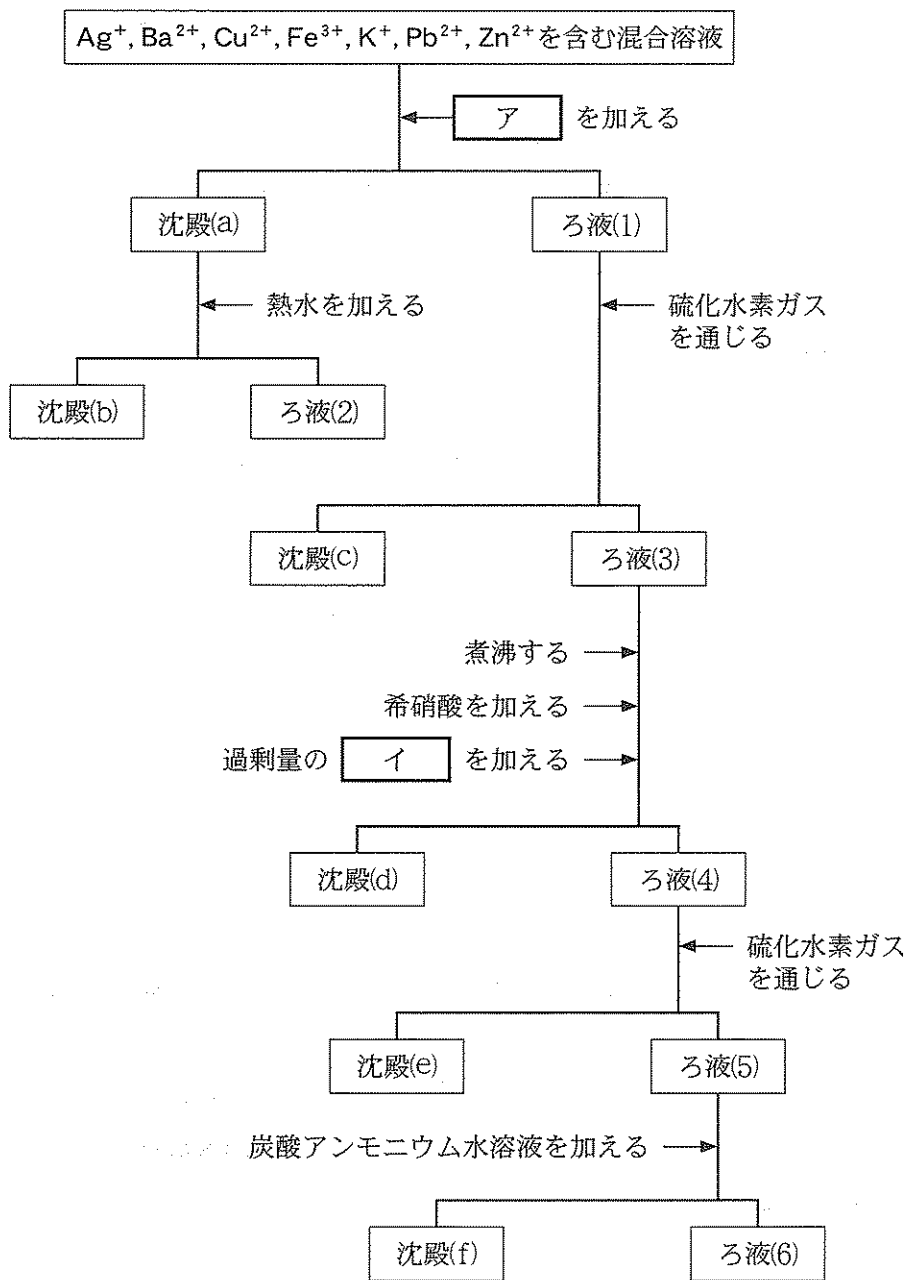 Ag⁺, Ba²⁺, Cu²⁺, Fe³⁺, K⁺, Pb²⁺, Zn²⁺を含む混合溶液
ア を加える
沈殿(a)
ろ液(1)
熱水を加える
硫化水素ガス
を通じる
沈殿(b)
ろ液(2)
沈殿(c)
ろ液(3)
煮沸する
希硝酸を加える
過剰量の イ を加える
沈殿(d)
ろ液(4)
硫化水素ガス
を通じる
沈殿(e)
ろ液(5)
炭酸アンモニウム水溶液を加える
沈殿(f)
ろ液(6)